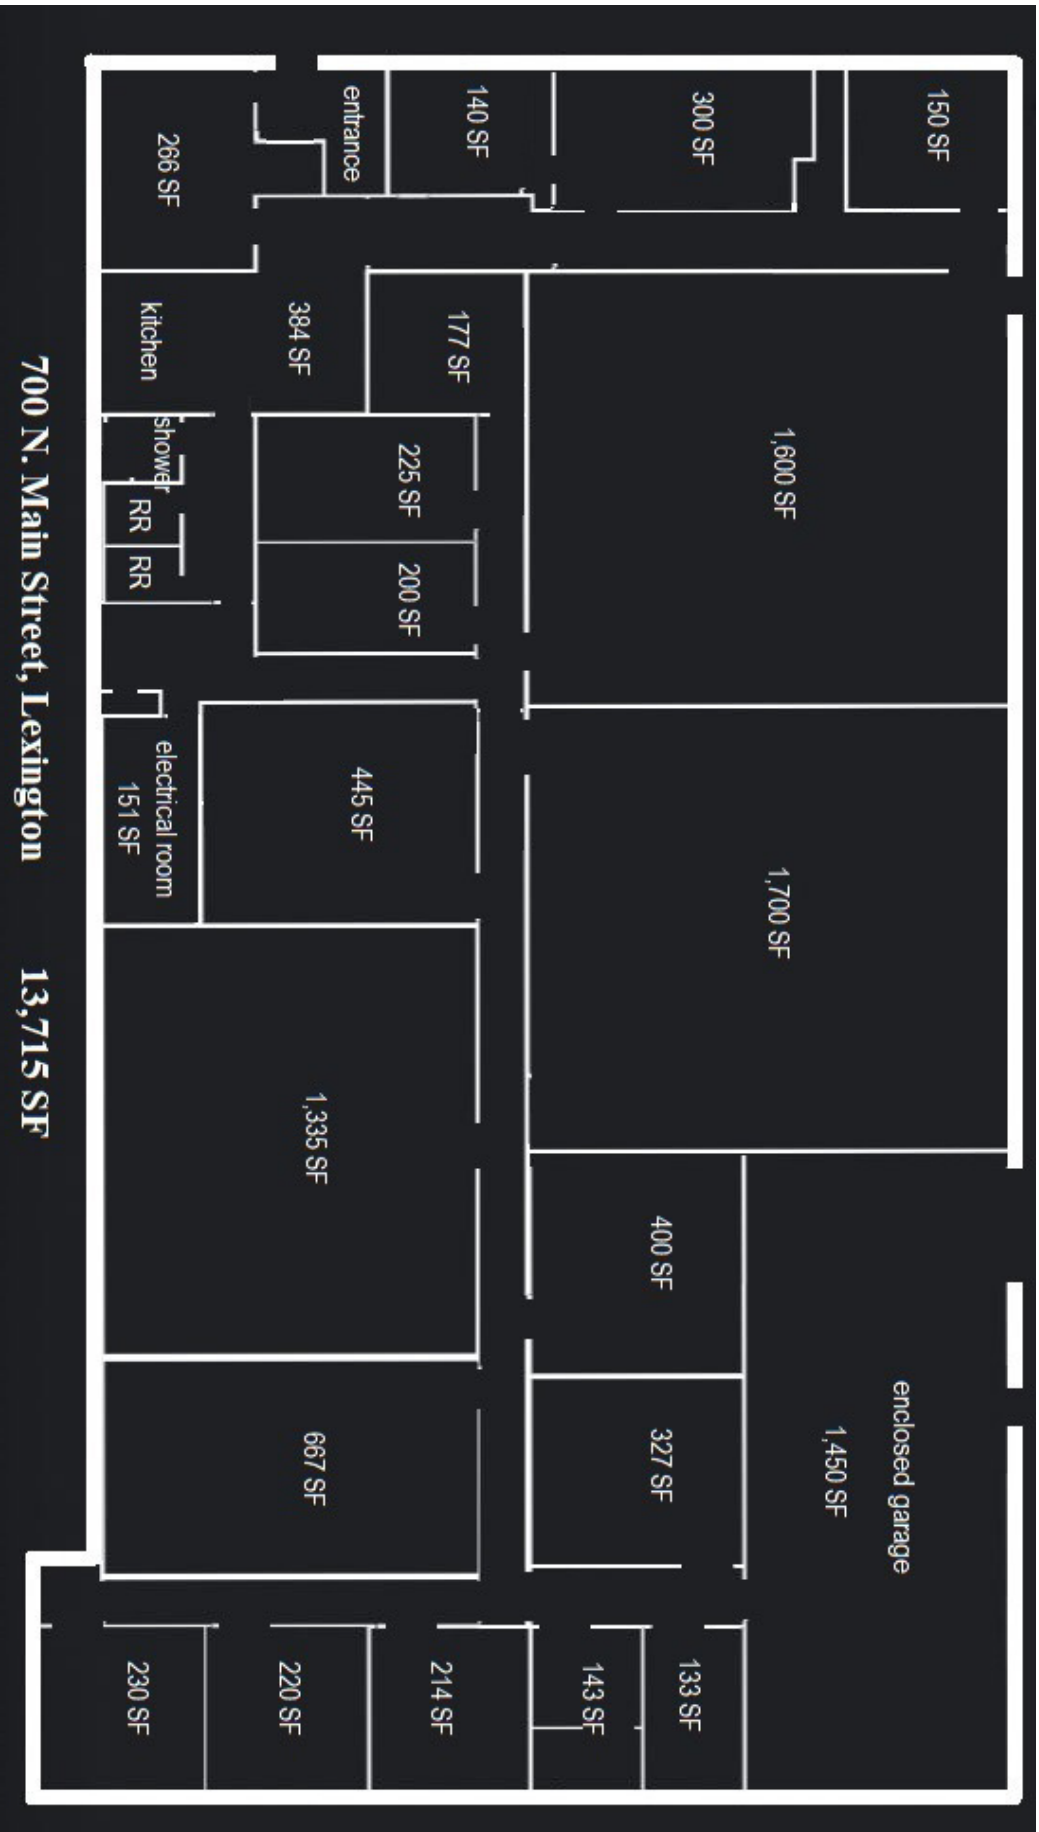 150 SF
300 SF
140 SF
entrance
266 SF
1,600 SF
177 SF
384 SF
kitchen
225 SF
shower
200 SF
RR
RR
1,700 SF
445 SF
electrical room
151 SF
1,335 SF
400 SF
enclosed garage
1,450 SF
327 SF
667 SF
133 SF
143 SF
214 SF
220 SF
230 SF
700 N. Main Street, Lexington 13,715 SF